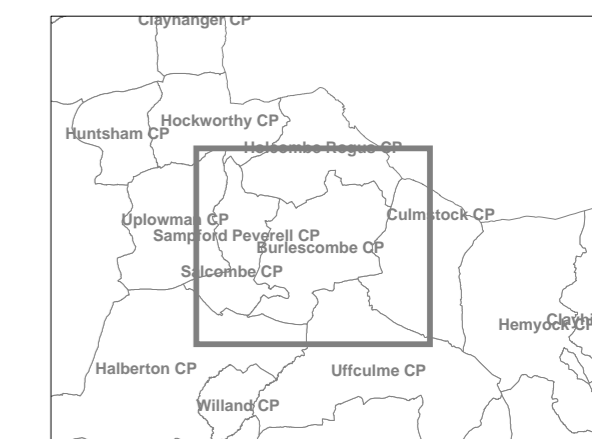 Clayhanger CP
Hockworthy CP
Huntsham CP
Holcombe Rogus CP
Uplowman CP
Culmstock CP
Sampford Peverell CP
Burlescombe CP
Salcombe CP
Hemyock CP
Halberton CP
Uffculme CP
Willand CP